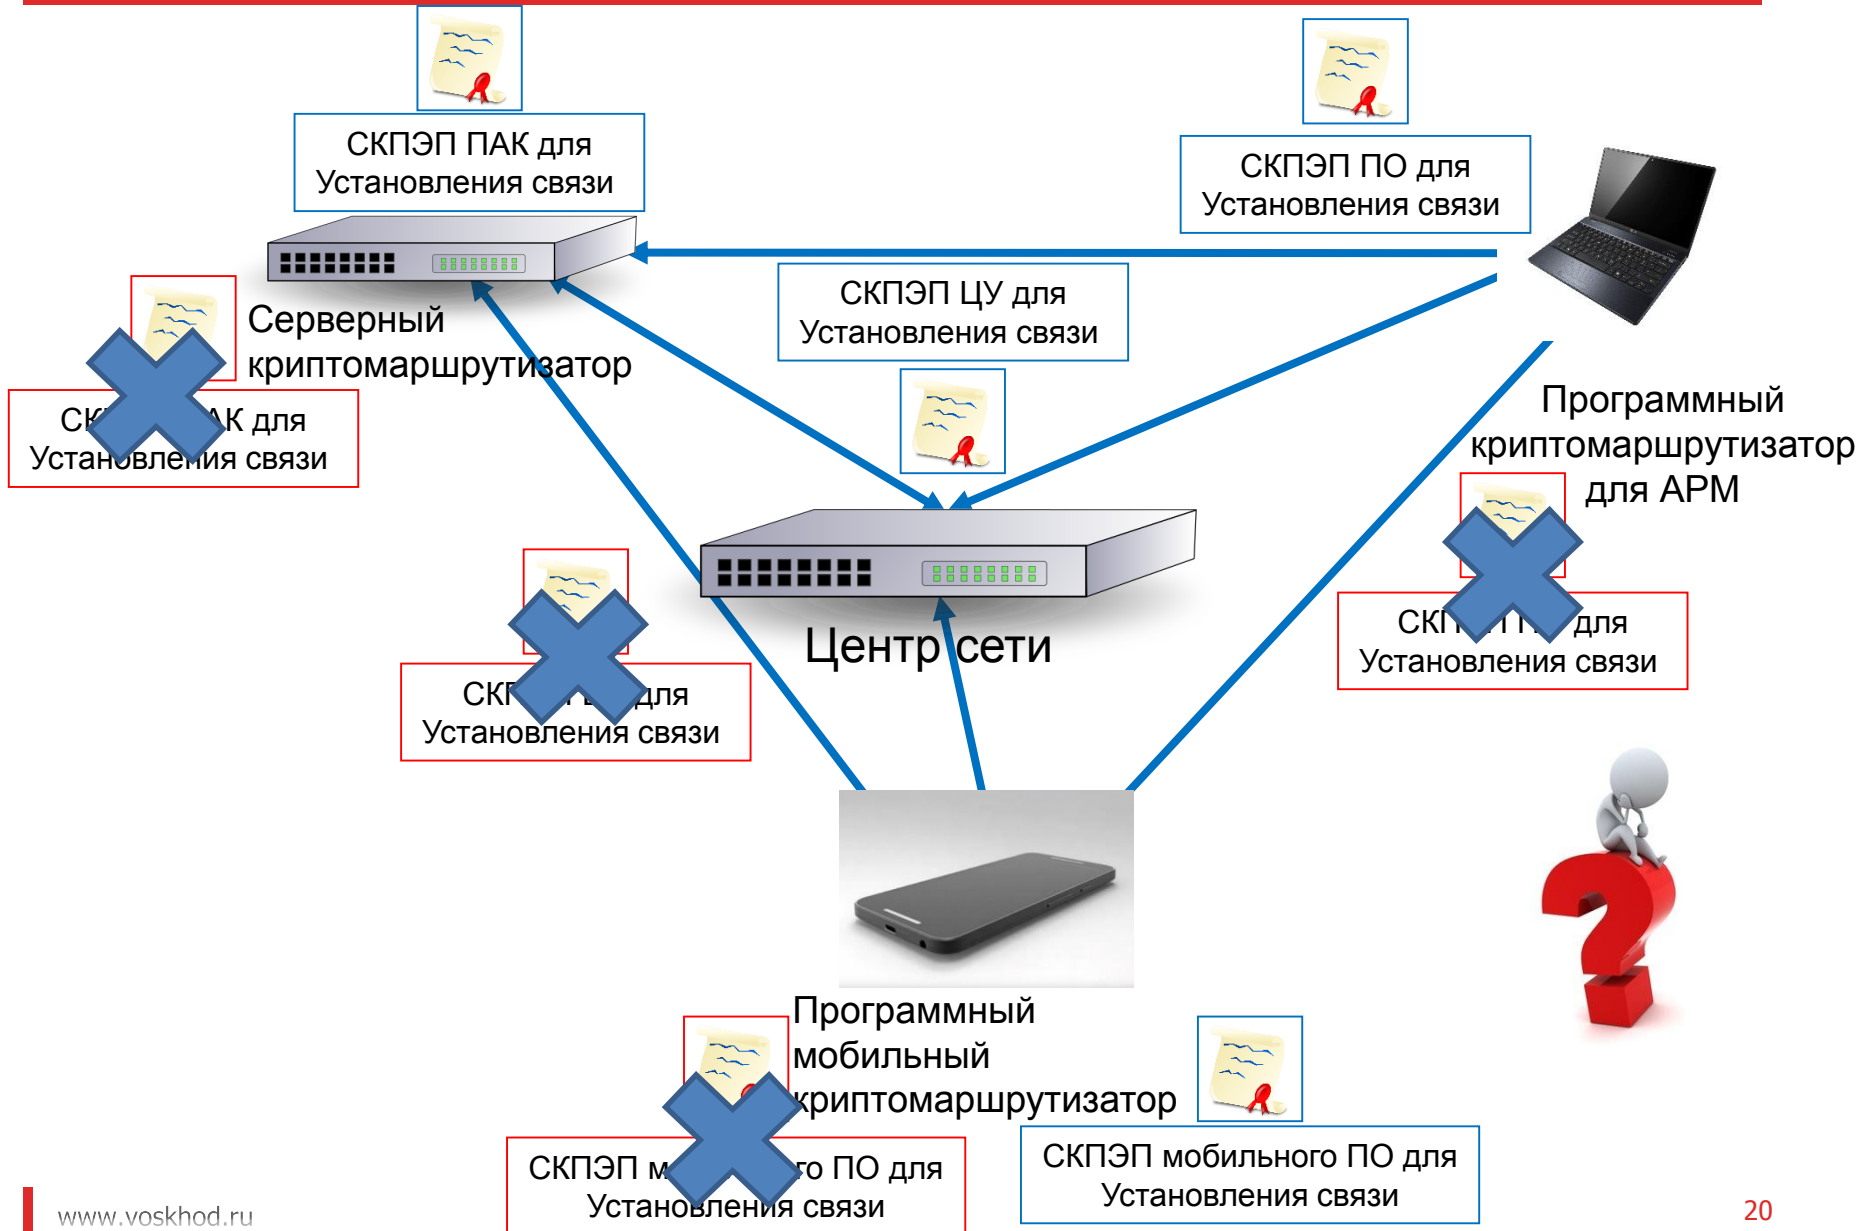 СКПЭП ПАК для
Установления связи
СКПЭП ПО для
Установления связи
СКПЭП ЦУ для
Установления связи
Серверный
криптомаршрутизатор
для
Установления связи
Программный
криптомаршрутизатор
для АРМ
для
Установления связи
Центр сети
для
Установления связи
Программный
мобильный
криптомаршрутизатор
СКПЭП ПО для
Установления связи
СКПЭП мобильного ПО для
Установления связи
www.voskhod.ru
20